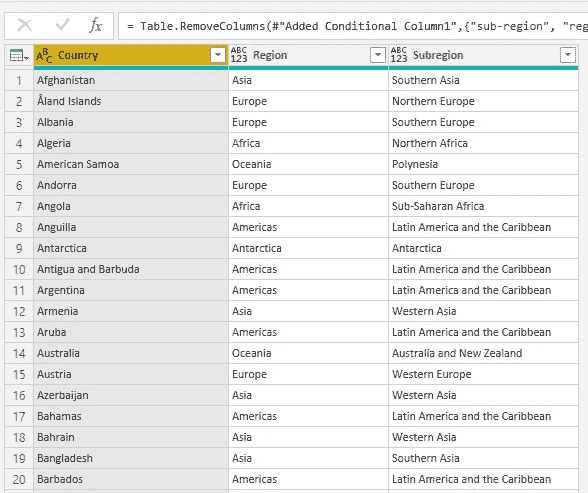 fx = Table.RemoveColumns(#"Added Conditional Column1",{"sub-region", "reg
ABC Country ABC 123 Region ABC 123 Subregion
1 Afghanistan Asia Southern Asia
2 Åland Islands Europe Northern Europe
3 Albania Europe Southern Europe
4 Algeria Africa Northern Africa
5 American Samoa Oceania Polynesia
6 Andorra Europe Southern Europe
7 Angola Africa Sub-Saharan Africa
8 Anguilla Americas Latin America and the Caribbean
9 Antarctica Antarctica Antarctica
10 Antigua and Barbuda Americas Latin America and the Caribbean
11 Argentina Americas Latin America and the Caribbean
12 Armenia Asia Western Asia
13 Aruba Americas Latin America and the Caribbean
14 Australia Oceania Australia and New Zealand
15 Austria Europe Western Europe
16 Azerbaijan Asia Western Asia
17 Bahamas Americas Latin America and the Caribbean
18 Bahrain Asia Western Asia
19 Bangladesh Asia Southern Asia
20 Barbados Americas Latin America and the Caribbean